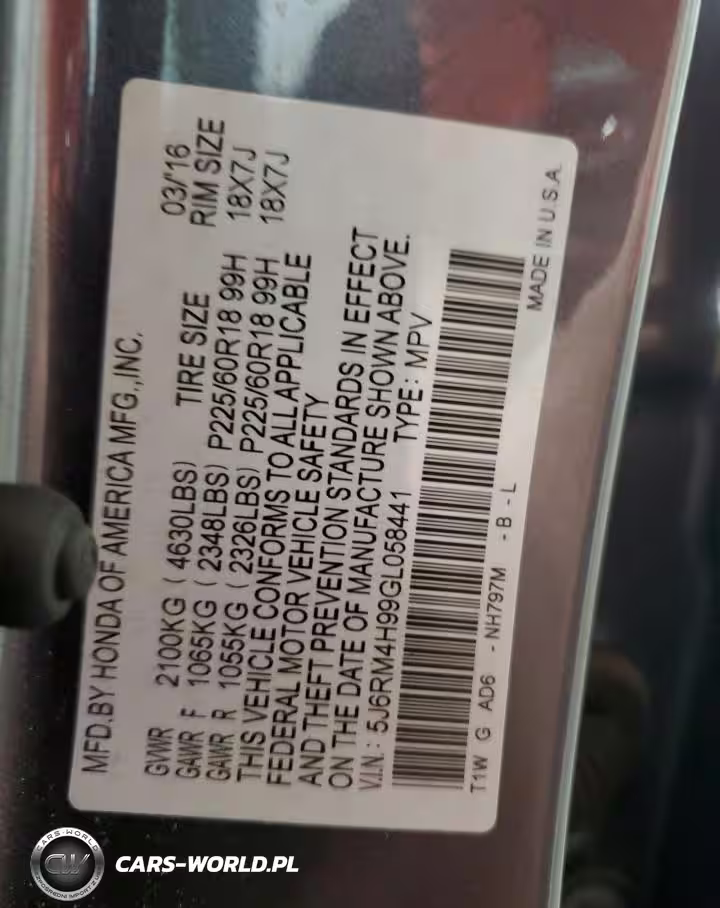 MFD.BY HONDA OF AMERICA MFG.,INC.
03/'16
GVWR 2100KG ( 4630LBS) TIRE SIZE RIM SIZE
GAWR F 1065KG ( 2348LBS) P225/60R18 99H 18X7J
GAWR R 1055KG ( 2326LBS) P225/60R18 99H 18X7J
THIS VEHICLE CONFORMS TO ALL APPLICABLE
FEDERAL MOTOR VEHICLE SAFETY
AND THEFT PREVENTION STANDARDS IN EFFECT
ON THE DATE OF MANUFACTURE SHOWN ABOVE.
V.I.N.: 5J6RM4H99GL058441 TYPE: MPV
T1W G AD6 - NH797M - B - L
MADE IN U.S.A.
CARS-WORLD
CW
CARS-WORLD.PL